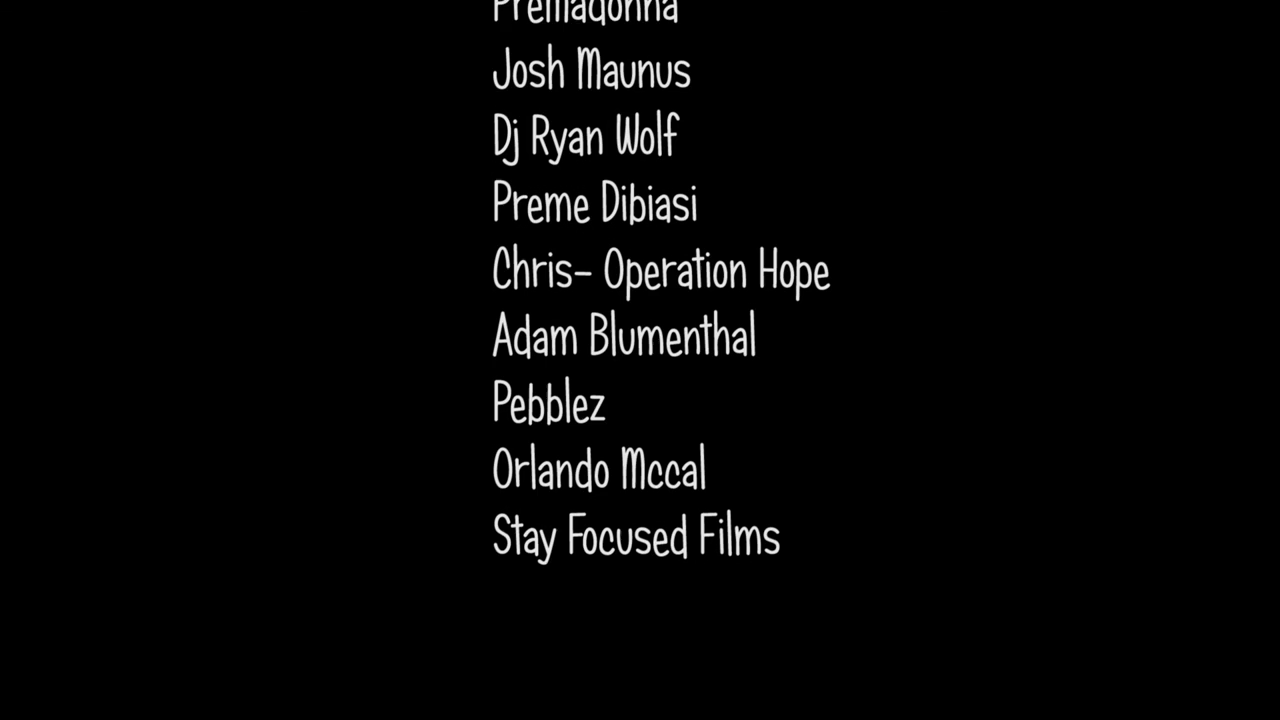 Premadonna
Josh Maunus
Dj Ryan Wolf
Preme Dibiasi
Chris- Operation Hope
Adam Blumenthal
Pebblez
Orlando Mccal
Stay Focused Films